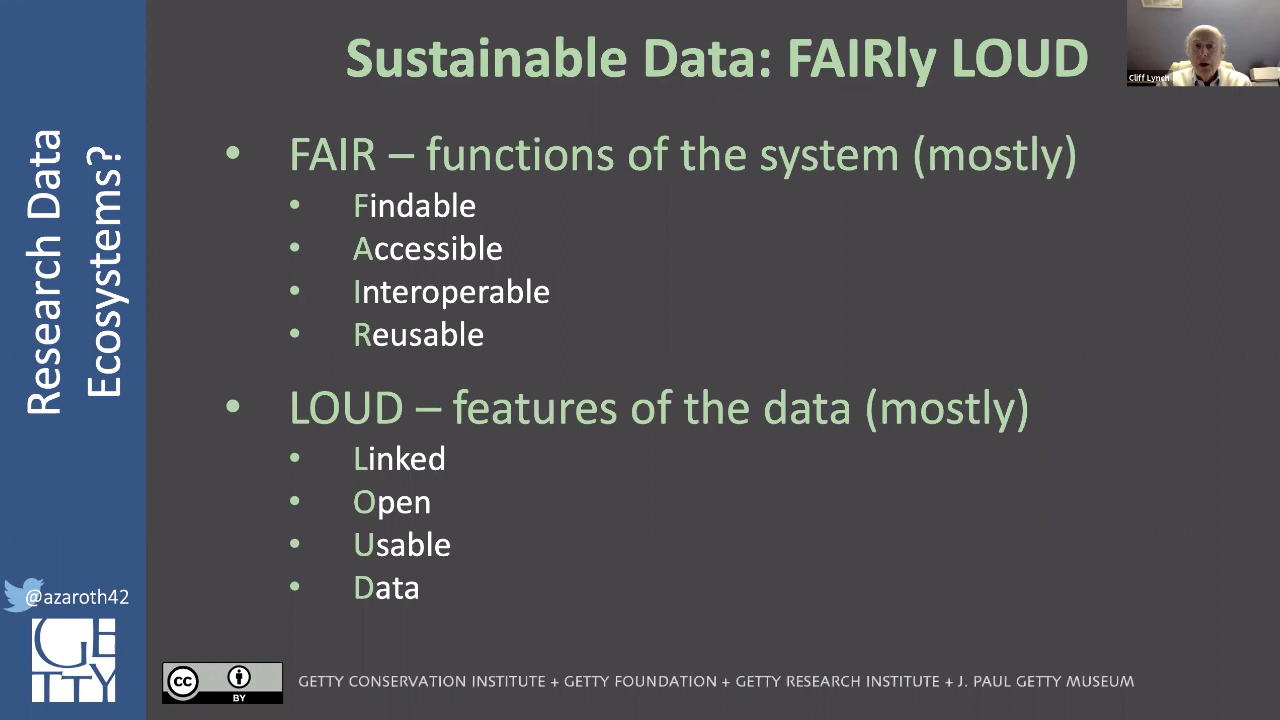 Sustainable Data: FAIRly LOUD
Cliff Lynch
Research Data
Ecosystems?
• FAIR – functions of the system (mostly)
• Findable
• Accessible
• Interoperable
• Reusable
• LOUD – features of the data (mostly)
• Linked
• Open
• Usable
• Data
@azaroth42
GE
TTY
cc
BY
GETTY CONSERVATION INSTITUTE + GETTY FOUNDATION + GETTY RESEARCH INSTITUTE + J. PAUL GETTY MUSEUM